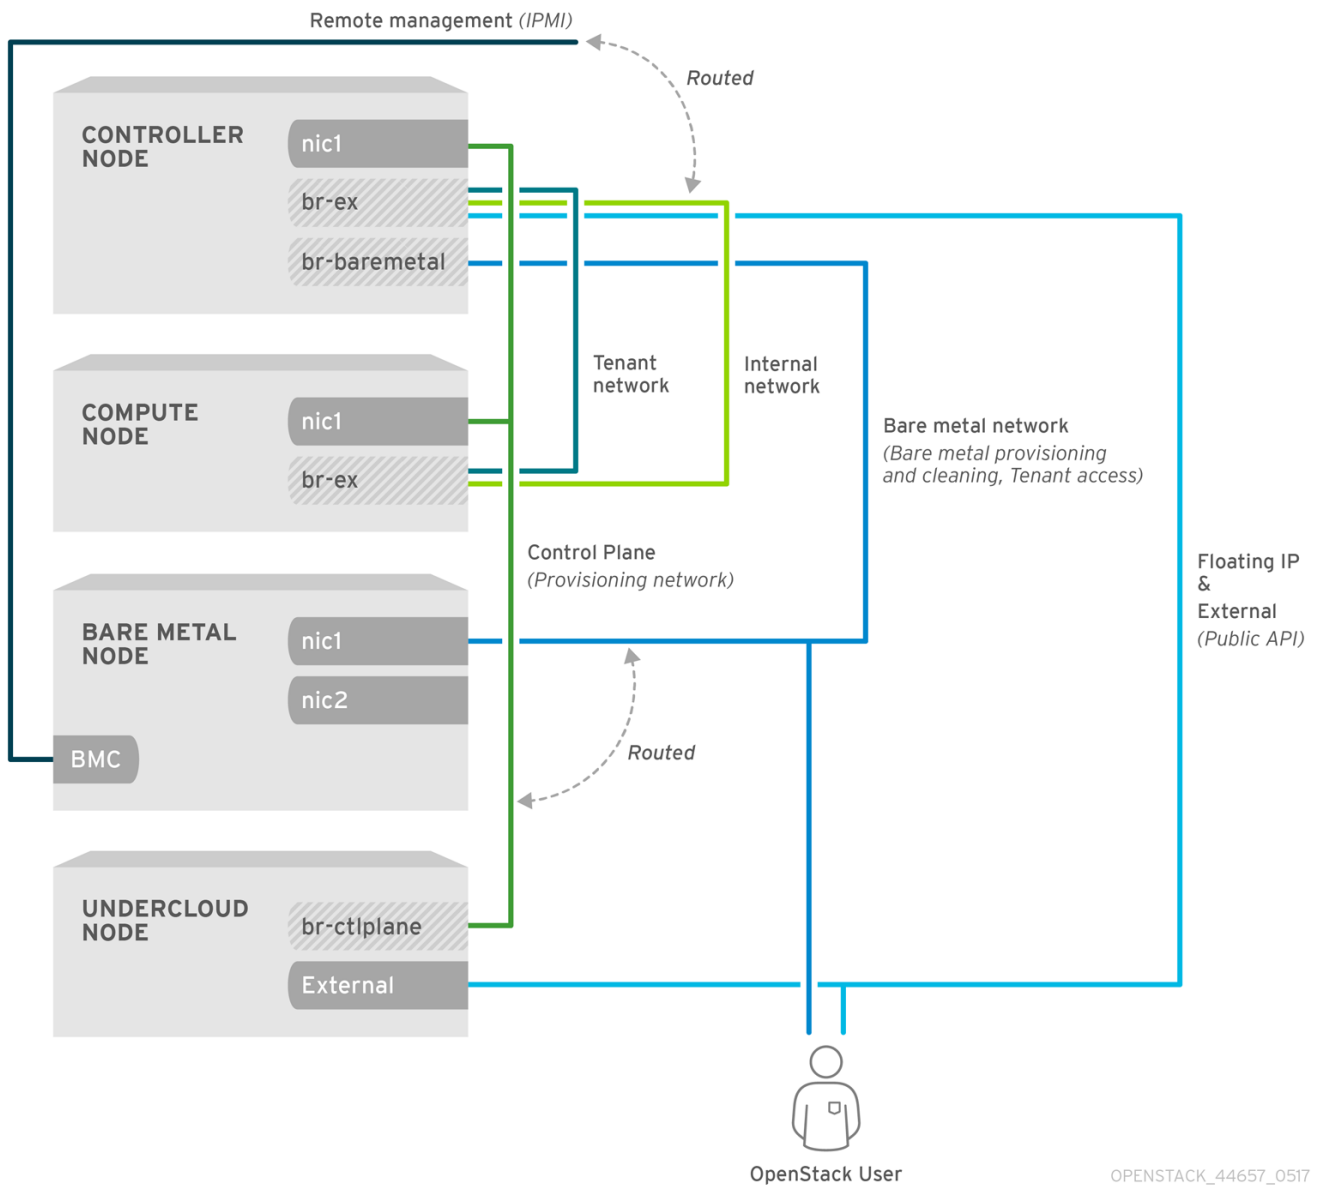 Remote management (IPMI)
Routed
CONTROLLER
NODE
nic1
br-ex
br-baremetal
Tenant
network
Internal
network
COMPUTE
NODE
nic1
br-ex
Bare metal network
(Bare metal provisioning
and cleaning, Tenant access)
Control Plane
(Provisioning network)
Floating IP
&
External
(Public API)
BARE METAL
NODE
nic1
nic2
BMC
Routed
UNDERCLOUD
NODE
br-ctlplane
External
OpenStack User
OPENSTACK_44657_0517